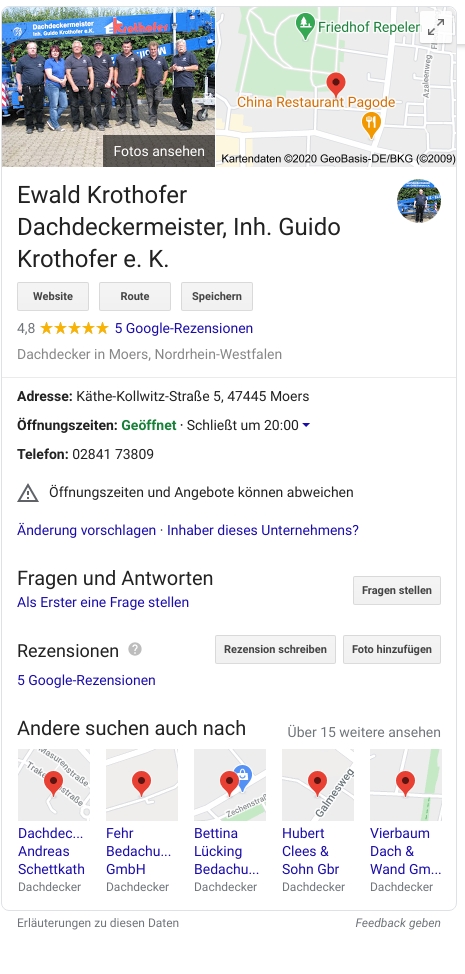 Dachdeckermeister
Inh. Guido Krothofer e.K.
Krothofer
Fotos ansehen
Friedhof Repelen
Azaleenweg
China Restaurant Pagode
Kartendaten ©2020 GeoBasis-DE/BKG (©2009)
Ewald Krothofer
Dachdeckermeister, Inh. Guido
Krothofer e. K.
Website Route Speichern
4,8 5 Google-Rezensionen
Dachdecker in Moers, Nordrhein-Westfalen
Adresse: Käthe-Kollwitz-Straße 5, 47445 Moers
Öffnungszeiten: Geöffnet · Schließt um 20:00
Telefon: 02841 73809
Öffnungszeiten und Angebote können abweichen
Änderung vorschlagen · Inhaber dieses Unternehmens?
Fragen und Antworten
Fragen stellen
Als Erster eine Frage stellen
Rezensionen ? Rezension schreiben Foto hinzufügen
5 Google-Rezensionen
Andere suchen auch nach Über 15 weitere ansehen
Masurenstraße
Zechenstraß
Galmesweg
Dachdec... Fehr Bettina Hubert Vierbaum
Andreas Bedachu... Lücking Clees & Dach &
Schettkath GmbH Bedachu... Sohn Gbr Wand Gm...
Dachdecker Dachdecker Dachdecker Dachdecker Dachdecker
Erläuterungen zu diesen Daten Feedback geben